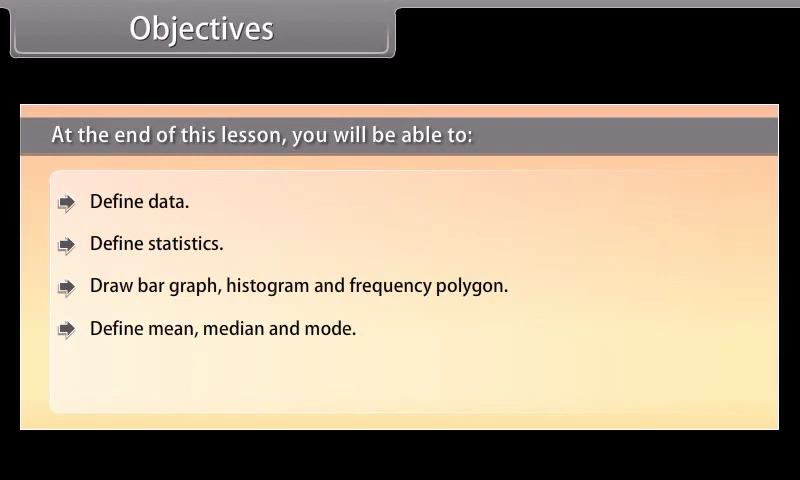 Objectives
At the end of this lesson, you will be able to:
Define data.
Define statistics.
Draw bar graph, histogram and frequency polygon.
Define mean, median and mode.